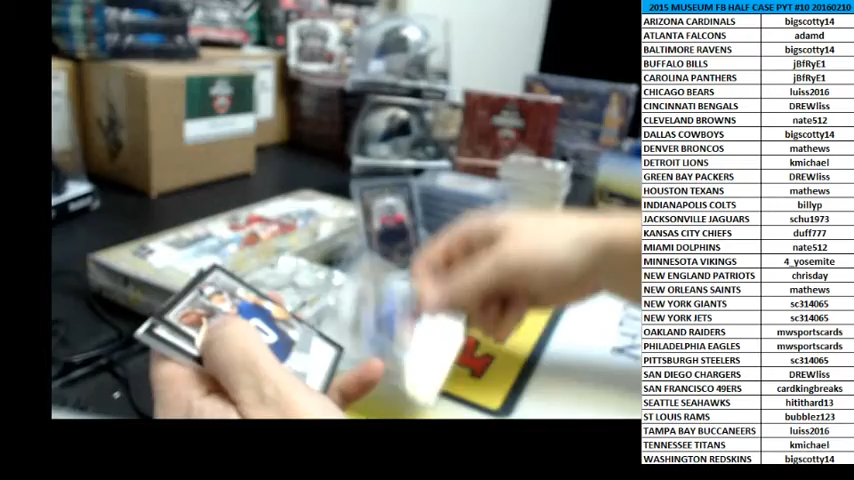 2015 MUSEUM FB HALF CASE PYT #10 20160210
ARIZONA CARDINALS bigscotty14
ATLANTA FALCONS adamd
BALTIMORE RAVENS bigscotty14
BUFFALO BILLS jBfRyE1
CAROLINA PANTHERS jBfRyE1
CHICAGO BEARS luiss2016
CINCINNATI BENGALS DREWliss
CLEVELAND BROWNS nate512
DALLAS COWBOYS bigscotty14
DENVER BRONCOS mathews
DETROIT LIONS kmichael
GREEN BAY PACKERS DREWliss
HOUSTON TEXANS mathews
INDIANAPOLIS COLTS billyp
JACKSONVILLE JAGUARS schu1973
KANSAS CITY CHIEFS duff777
MIAMI DOLPHINS nate512
MINNESOTA VIKINGS 4_yosemite
NEW ENGLAND PATRIOTS chrisday
NEW ORLEANS SAINTS mathews
NEW YORK GIANTS sc314065
NEW YORK JETS sc314065
OAKLAND RAIDERS mwsportscards
PHILADELPHIA EAGLES mwsportscards
PITTSBURGH STEELERS sc314065
SAN DIEGO CHARGERS DREWliss
SAN FRANCISCO 49ERS cardkingbreaks
SEATTLE SEAHAWKS hitithard13
ST LOUIS RAMS bubblez123
TAMPA BAY BUCCANEERS luiss2016
TENNESSEE TITANS kmichael
WASHINGTON REDSKINS bigscotty14